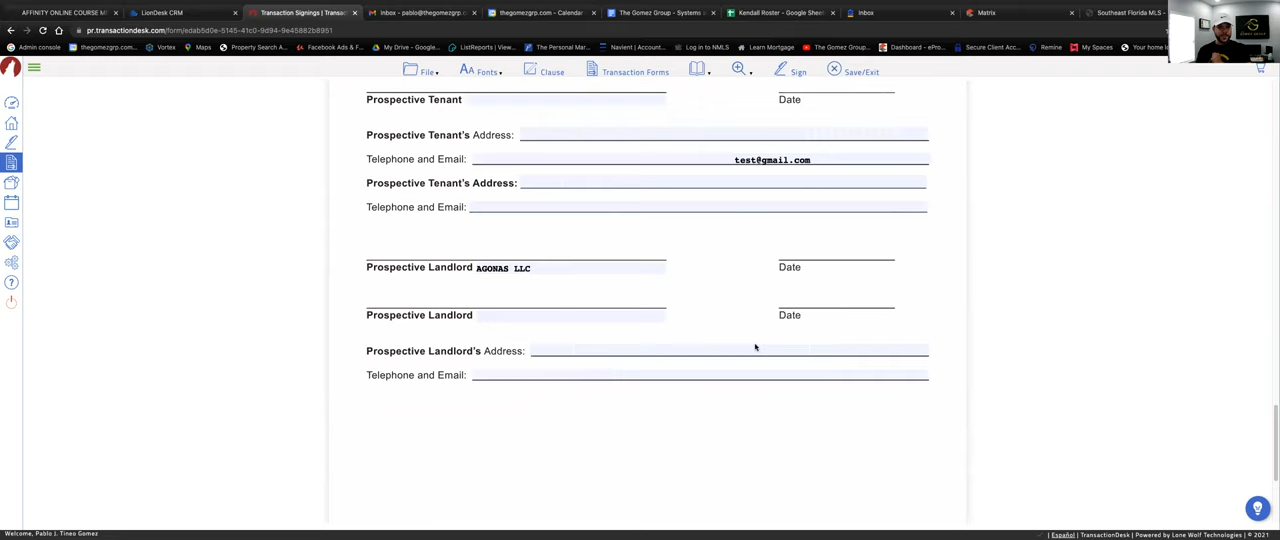 AFFINITY ONLINE COURSE M
LionDesk CRM
Transaction Signings | Transac
Inbox - pablo@thegomezgrp.c
thegomezgrp.com - Calendar
The Gomez Group - Systems a
Kendall Roster - Google Sheet
Inbox
Matrix
Southeast Florida MLS -
pr.transactiondesk.com/form/edab5d0e-5145-41c0-9d94-9e45882b8951
Admin console
thegomezgrp.com...
Vortex
Maps
Property Search A...
Facebook Ads & F...
My Drive - Google...
ListReports | View...
The Personal Mar...
Navient | Account...
Log in to NMLS
Learn Mortgage
The Gomez Group...
Dashboard - ePro...
Secure Client Acc...
Remine
My Spaces
Your home lo
File
Fonts
Clause
Transaction Forms
Sign
Save/Exit
Prospective Tenant
Date
Prospective Tenant's Address:
Telephone and Email: test@gmail.com
Prospective Tenant's Address:
Telephone and Email:
Prospective Landlord AGONAS LLC
Date
Prospective Landlord
Date
Prospective Landlord's Address:
Telephone and Email:
Welcome, Pablo J. Tineo Gomez
| Español | TransactionDesk | Powered by Lone Wolf Technologies | © 2021